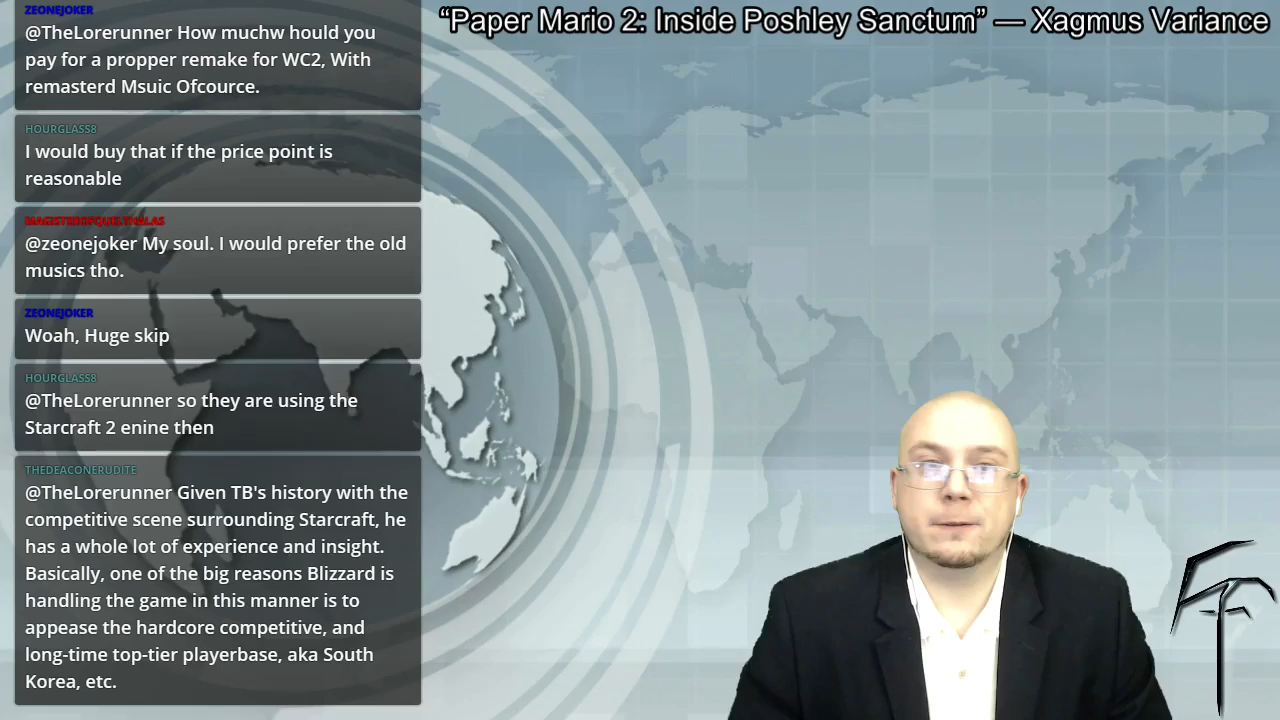 “Paper Mario 2: Inside Poshley Sanctum” — Xagmus Variance
ZEONEJOKER
@TheLorerunner How muchw hould you
pay for a propper remake for WC2, With
remasterd Msuic Ofcource.
HOURGLASS8
I would buy that if the price point is
reasonable
MAGISTEROFQUELTHALAS
@zeonejoker My soul. I would prefer the old
musics tho.
ZEONEJOKER
Woah, Huge skip
HOURGLASS8
@TheLorerunner so they are using the
Starcraft 2 enine then
THEDEACONERUDITE
@TheLorerunner Given TB's history with the
competitive scene surrounding Starcraft, he
has a whole lot of experience and insight.
Basically, one of the big reasons Blizzard is
handling the game in this manner is to
appease the hardcore competitive, and
long-time top-tier playerbase, aka South
Korea, etc.